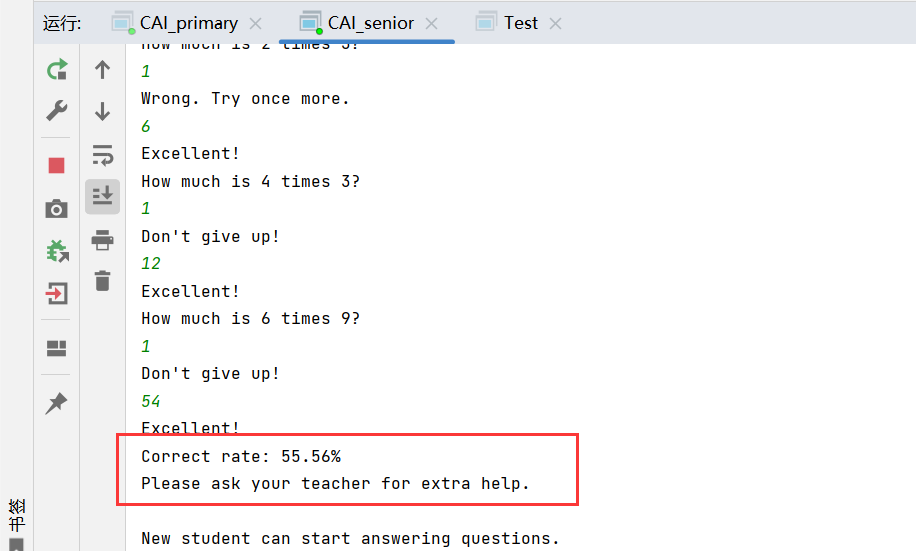 运行: CAI_primary CAI_senior Test
How much is 2 times 3?
1
Wrong. Try once more.
6
Excellent!
How much is 4 times 3?
1
Don't give up!
12
Excellent!
How much is 6 times 9?
1
Don't give up!
54
Excellent!
Correct rate: 55.56%
Please ask your teacher for extra help.
New student can start answering questions.
书签